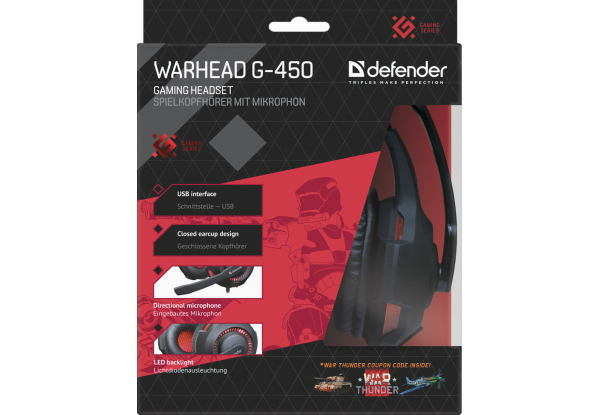 GAMING
SERIES
WARHEAD G-450
defender
TRIFLES MAKE PERFECTION
GAMING HEADSET
SPIELKOPFHÖRER MIT MIKROPHON
GAMING
SERIES
USB interface
Schnittstelle – USB
Closed earcup design
Geschlossene Kopfhörer
Directional microphone
Eingebautes Mikrophon
LED backlight
Lichtdiodenausleuchtung
*WAR THUNDER COUPON CODE INSIDE!
WAR
THUNDER